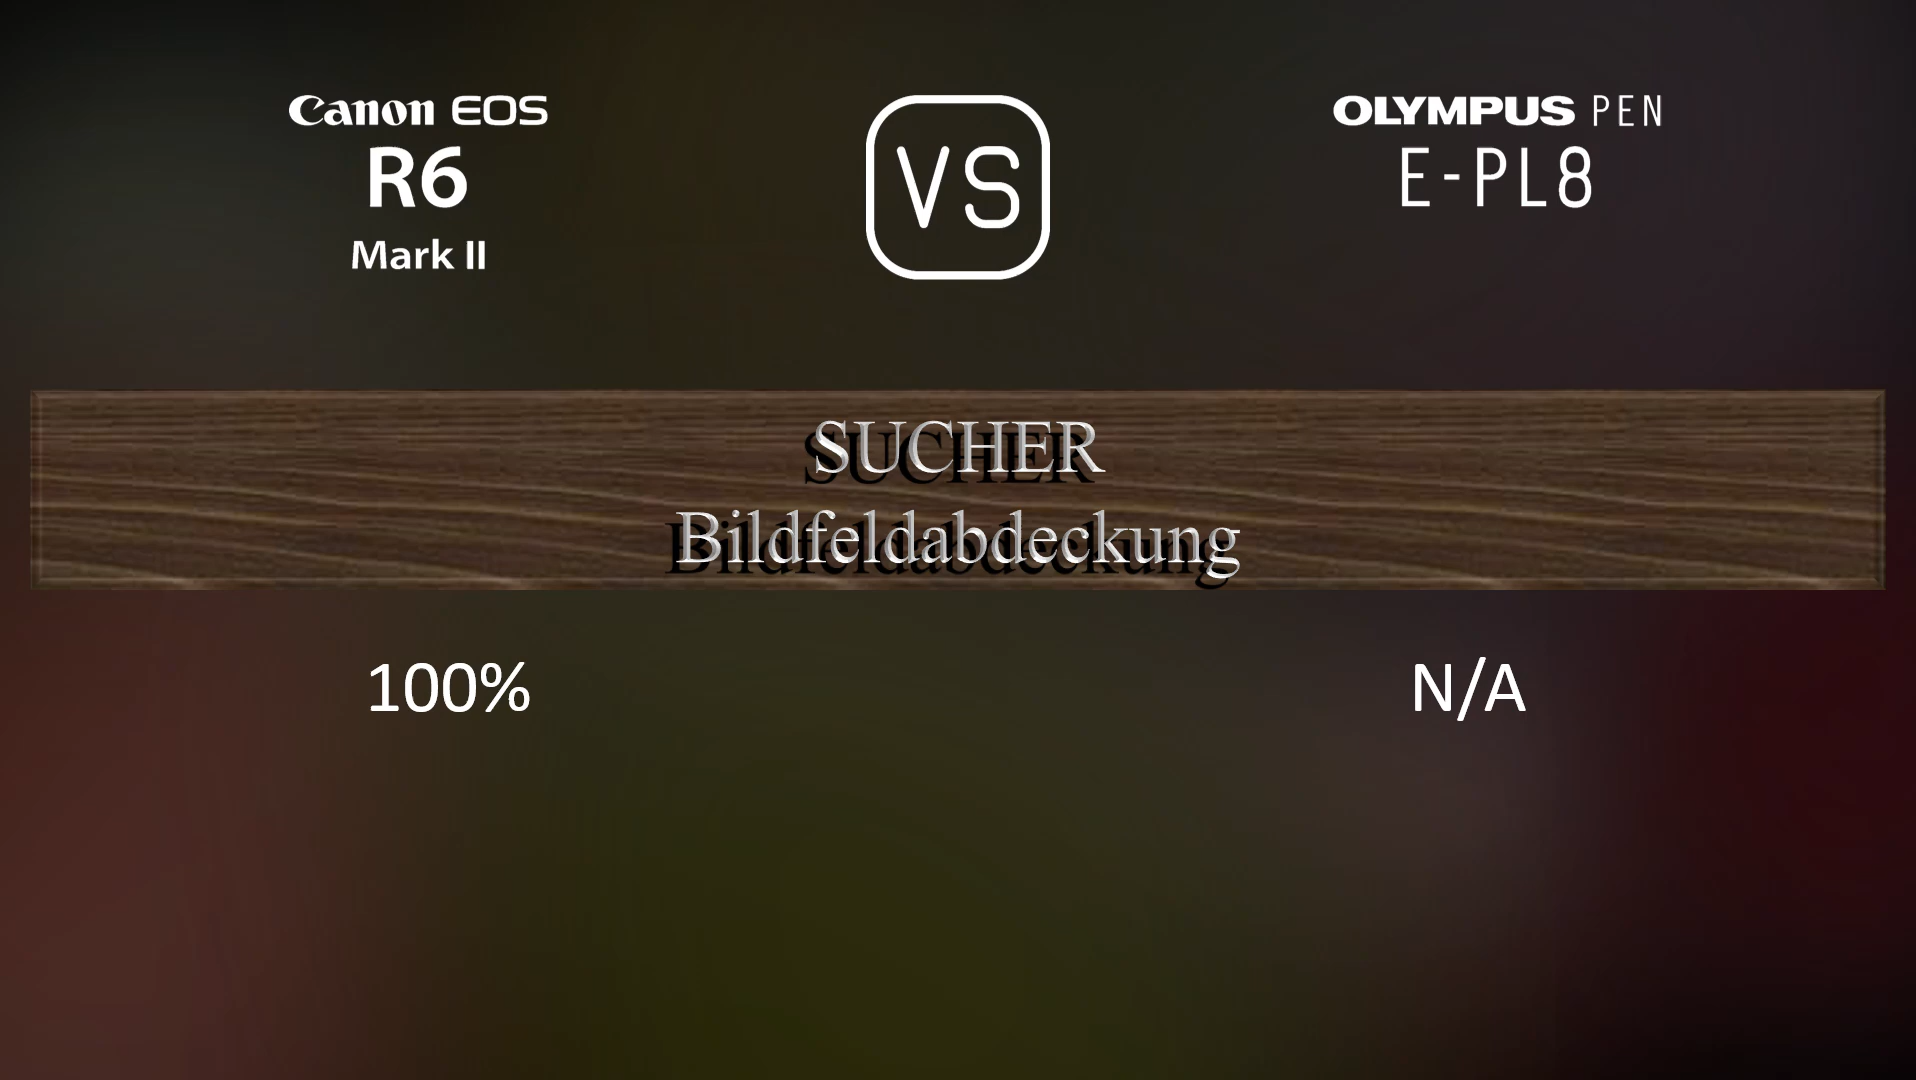 Canon EOS
R6
Mark II
VS
OLYMPUS PEN
E-PL8
SUCHER
Bildfeldabdeckung
100%
N/A